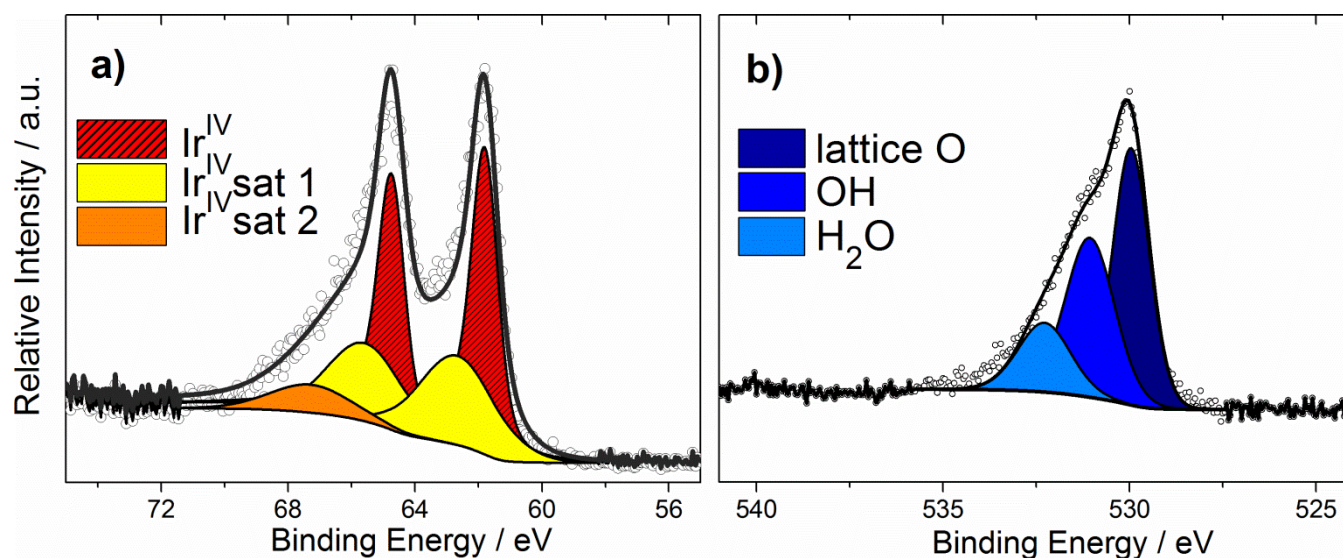 a)
Ir^IV
Ir^IV sat 1
Ir^IV sat 2
Relative Intensity / a.u.
72 68 64 60 56
Binding Energy / eV
b)
lattice O
OH
H₂O
540 535 530 525
Binding Energy / eV